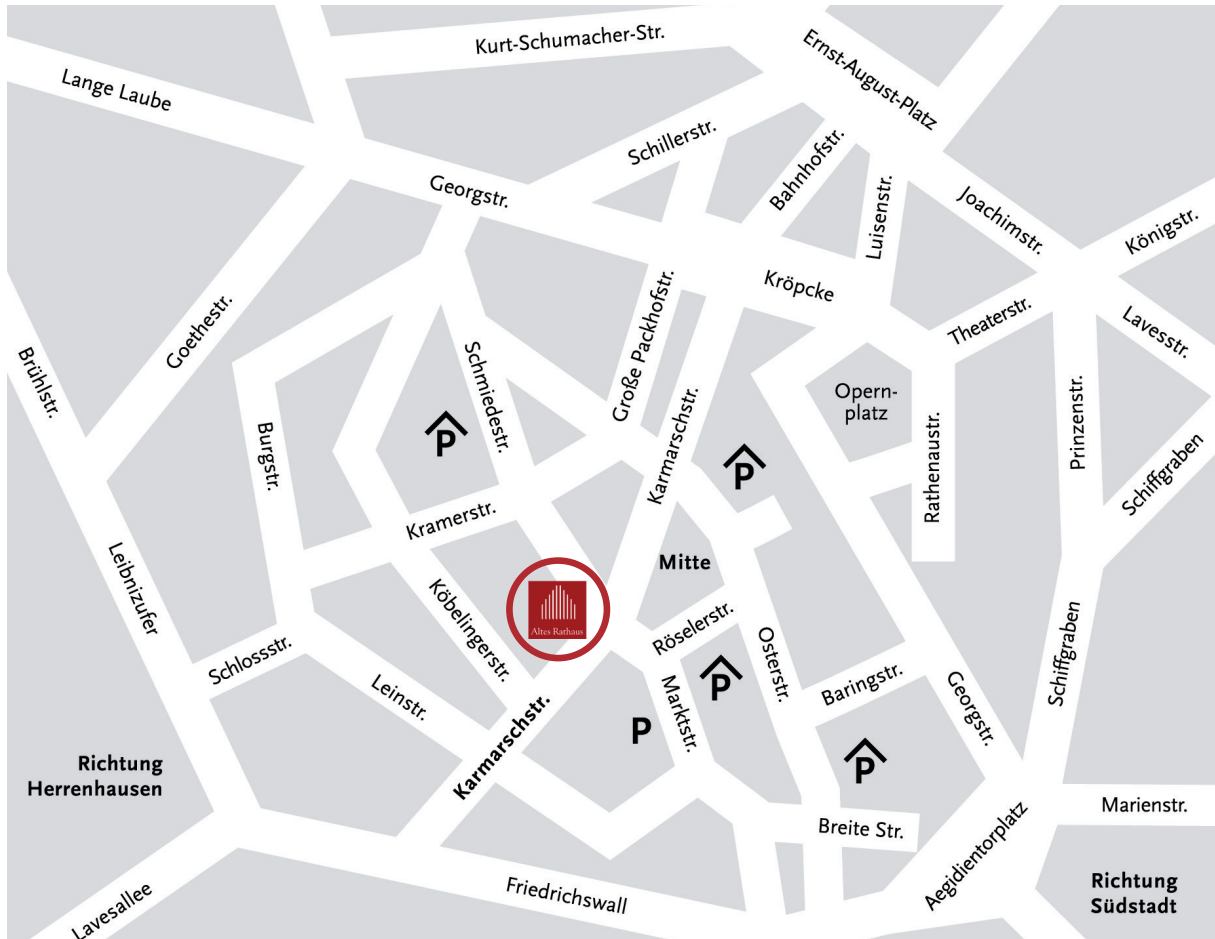 Kurt-Schumacher-Str.
Ernst-August-Platz
Lange Laube
Schillerstr.
Bahnhofstr.
Georgstr.
Luisenstr.
Joachimstr.
Königstr.
Kröpcke
Goethestr.
Große Packhofstr.
Theaterstr.
Lavesstr.
Brühlstr.
Schmiedestr.
Karmarschstr.
Opern-
platz
Prinzenstr.
Burgstr.
P
P
Rathenaustr.
Schiffgraben
Kramerstr.
Mitte
Leibnizufer
Köbelingerstr.
Altes Rathaus
Röselerstr.
Osterstr.
Schlossstr.
Leinstr.
P
Marktstr.
Baringstr.
Georgstr.
Schiffgraben
P
Karmarschstr.
P
Richtung
Herrenhausen
Breite Str.
Marienstr.
Aegidientorplatz
Friedrichswall
Lavesallee
Richtung
Südstadt